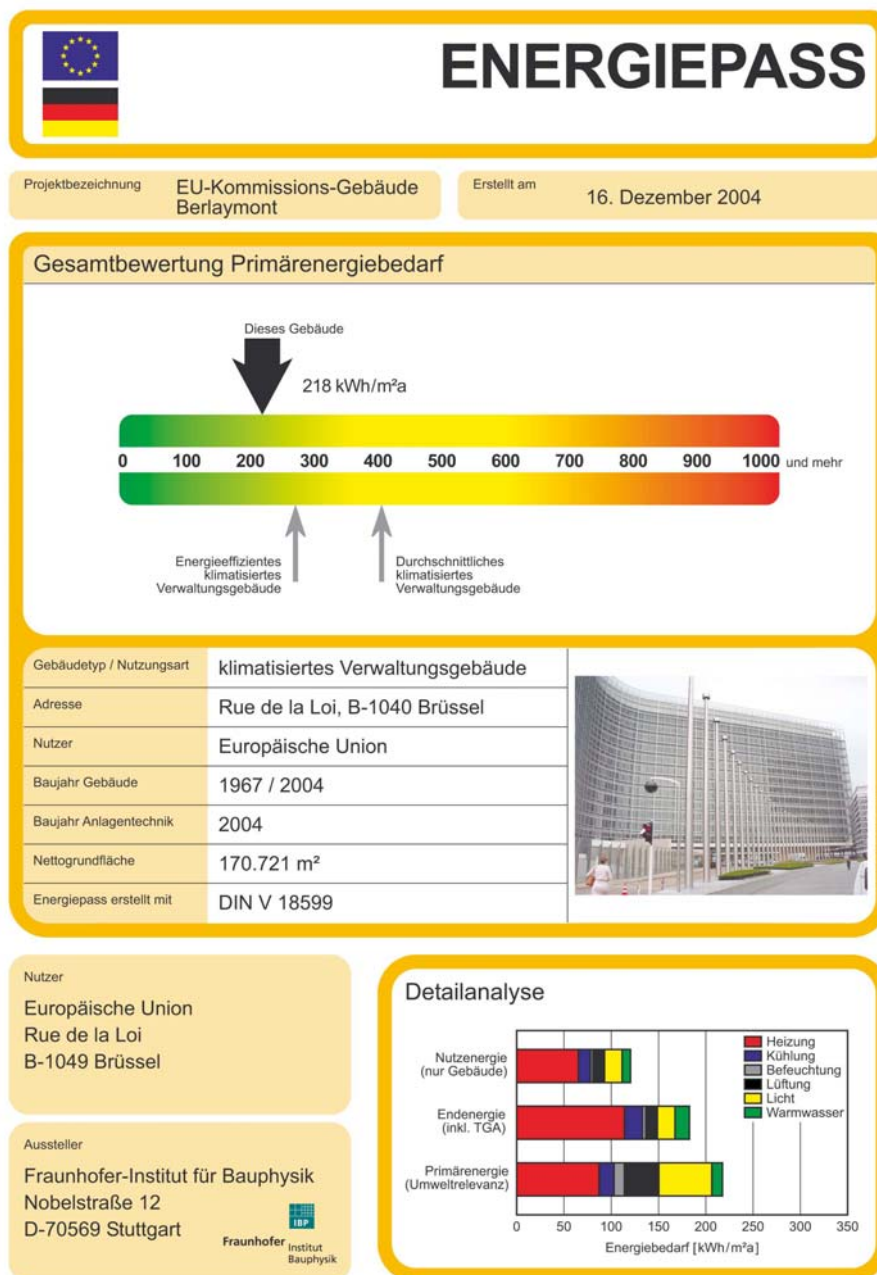 ENERGIEPASS
Projektbezeichnung
EU-Kommissions-Gebäude
Berlaymont
Erstellt am
16. Dezember 2004
Gesamtbewertung Primärenergiebedarf
Dieses Gebäude
218 kWh/m²a
0 100 200 300 400 500 600 700 800 900 1000 und mehr
Energieeffizientes
klimatisiertes
Verwaltungsgebäude
Durchschnittliches
klimatisiertes
Verwaltungsgebäude
Gebäudetyp / Nutzungsart klimatisiertes Verwaltungsgebäude
Adresse Rue de la Loi, B-1040 Brüssel
Nutzer Europäische Union
Baujahr Gebäude 1967 / 2004
Baujahr Anlagentechnik 2004
Nettogrundfläche 170.721 m²
Energiepass erstellt mit DIN V 18599
Nutzer
Europäische Union
Rue de la Loi
B-1049 Brüssel
Aussteller
Fraunhofer-Institut für Bauphysik
Nobelstraße 12
D-70569 Stuttgart
IBP
Fraunhofer Institut
Bauphysik
Detailanalyse
Nutzenergie
(nur Gebäude)
Endenergie
(inkl. TGA)
Primärenergie
(Umweltrelevanz)
Heizung
Kühlung
Befeuchtung
Lüftung
Licht
Warmwasser
0 50 100 150 200 250 300 350
Energiebedarf [kWh/m²a]